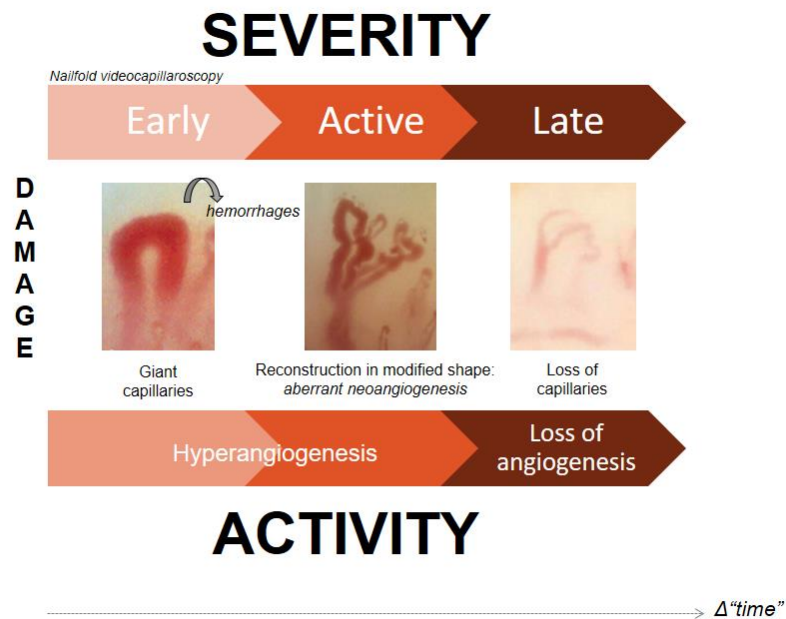 SEVERITY
Nailfold videocapillaroscopy
Early
Active
Late
DAMAGE
hemorrhages
Giant
capillaries
Reconstruction in modified shape:
aberrant neoangiogenesis
Loss of
capillaries
Hyperangiogenesis
Loss of
angiogenesis
ACTIVITY
Δ“time”